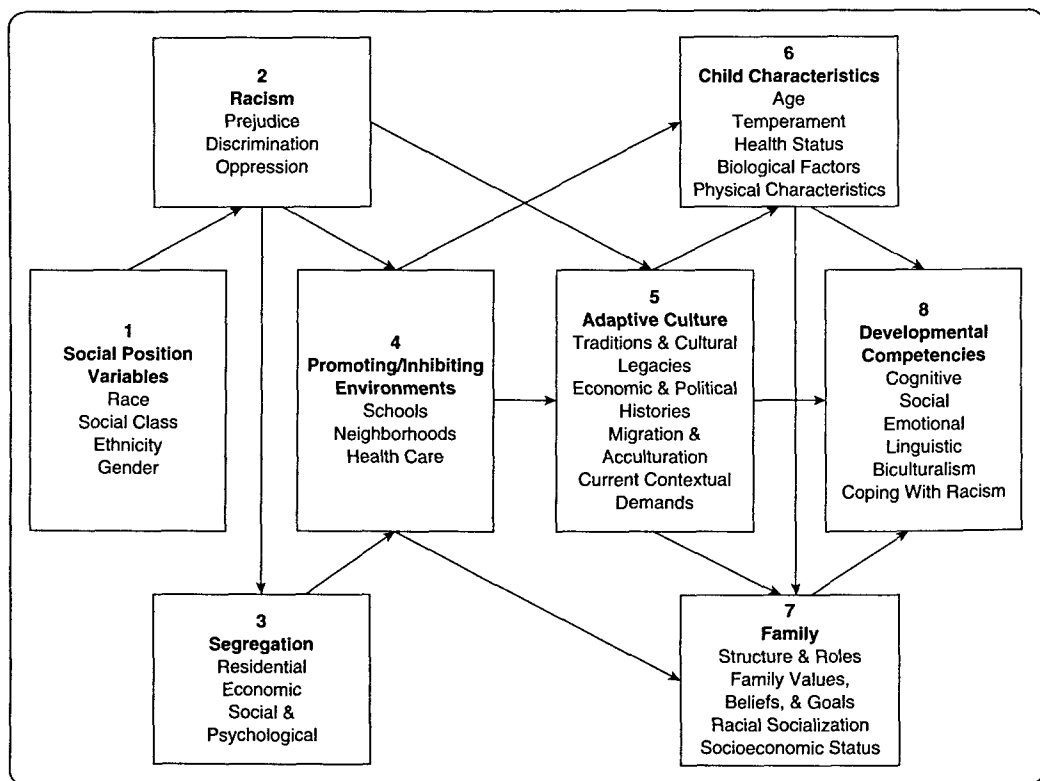 1
Social Position
Variables
Race
Social Class
Ethnicity
Gender
2
Racism
Prejudice
Discrimination
Oppression
3
Segregation
Residential
Economic
Social &
Psychological
4
Promoting/Inhibiting
Environments
Schools
Neighborhoods
Health Care
5
Adaptive Culture
Traditions & Cultural
Legacies
Economic & Political
Histories
Migration &
Acculturation
Current Contextual
Demands
6
Child Characteristics
Age
Temperament
Health Status
Biological Factors
Physical Characteristics
7
Family
Structure & Roles
Family Values,
Beliefs, & Goals
Racial Socialization
Socioeconomic Status
8
Developmental
Competencies
Cognitive
Social
Emotional
Linguistic
Biculturalism
Coping With Racism